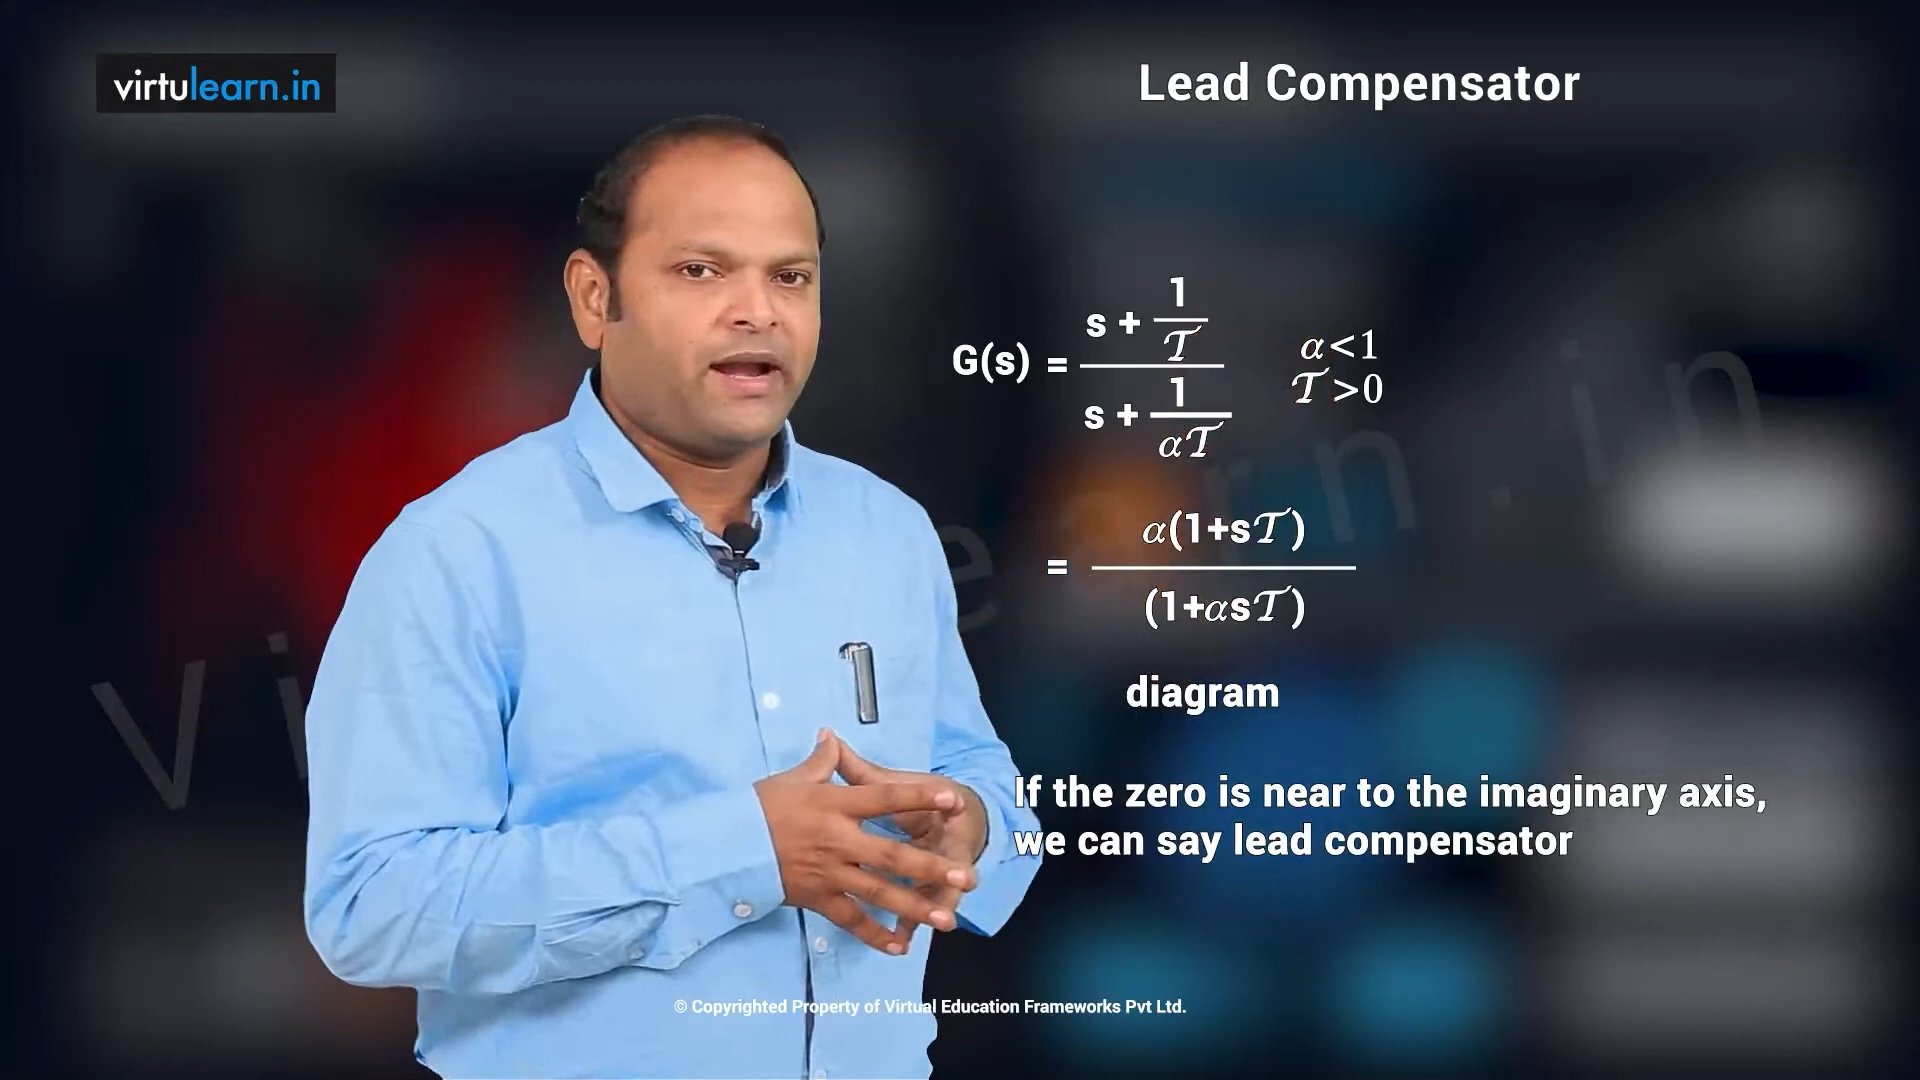 virtulearn.in
Lead Compensator
G(s) = (s + 1/𝒯) / (s + 1/α𝒯)
α<1
𝒯>0
= α(1+s𝒯) / (1+αs𝒯)
diagram
If the zero is near to the imaginary axis,
we can say lead compensator
© Copyrighted Property of Virtual Education Frameworks Pvt Ltd.